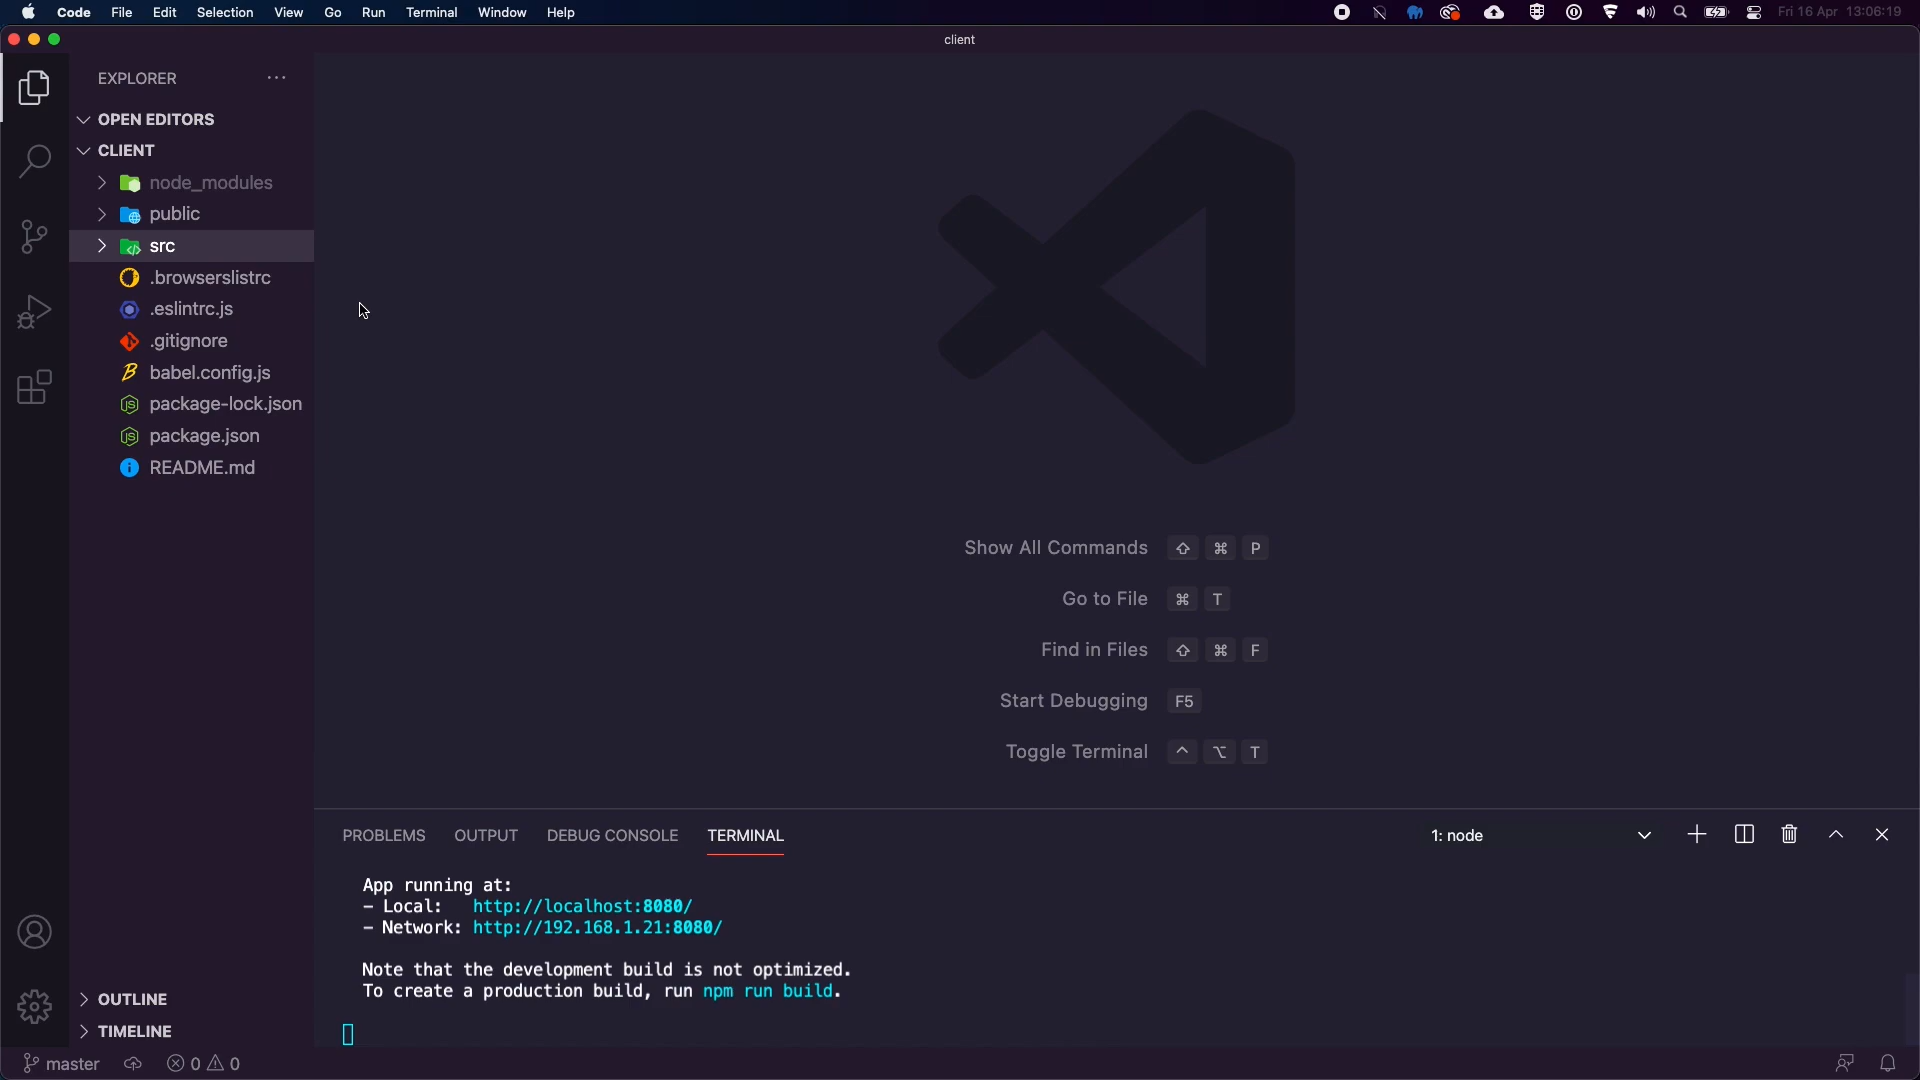 Code File Edit Selection View Go Run Terminal Window Help Fri 16 Apr 13:06:19
client
EXPLORER
OPEN EDITORS
CLIENT
node_modules
public
src
.browserslistrc
.eslintrc.js
.gitignore
babel.config.js
package-lock.json
package.json
README.md
OUTLINE
TIMELINE
Show All Commands ⇧ ⌘ P
Go to File ⌘ T
Find in Files ⇧ ⌘ F
Start Debugging F5
Toggle Terminal ^ ⌥ T
PROBLEMS OUTPUT DEBUG CONSOLE TERMINAL 1: node
App running at:
- Local: http://localhost:8080/
- Network: http://192.168.1.21:8080/
Note that the development build is not optimized.
To create a production build, run npm run build.
master 0 0